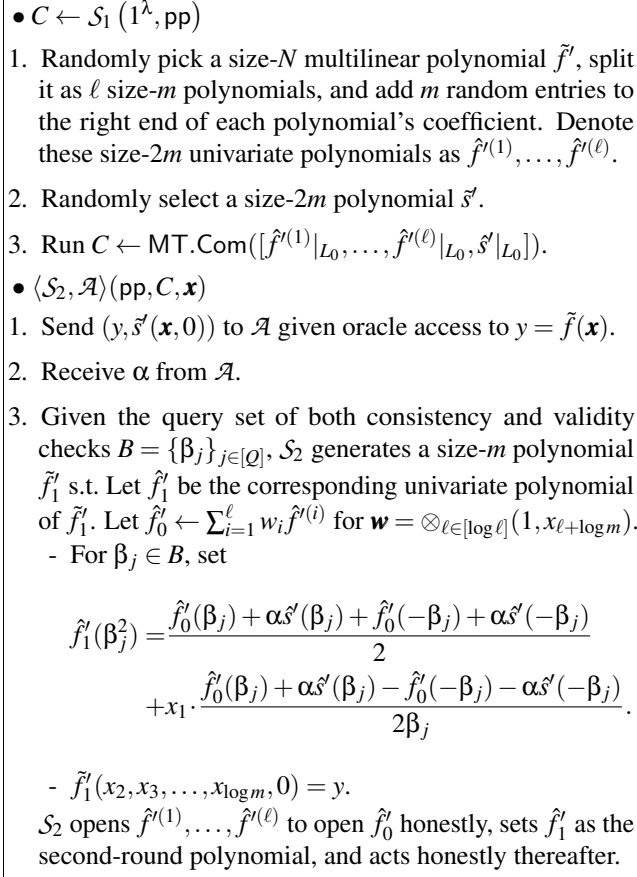 • C ← S₁ (1^λ, pp)
1. Randomly pick a size-N multilinear polynomial f̃′, split
it as ℓ size-m polynomials, and add m random entries to
the right end of each polynomial's coefficient. Denote
these size-2m univariate polynomials as f̂′⁽¹⁾,…, f̂′⁽ℓ⁾.
2. Randomly select a size-2m polynomial s̃′.
3. Run C ← MT.Com([f̂′⁽¹⁾|_{L₀},…, f̂′⁽ℓ⁾|_{L₀}, ŝ′|_{L₀}]).
• ⟨S₂, A⟩(pp, C, x)
1. Send (y, s̃′(x,0)) to A given oracle access to y = f̃(x).
2. Receive α from A.
3. Given the query set of both consistency and validity
checks B = {β_j}_{j∈[Q]}, S₂ generates a size-m polynomial
f̃′₁ s.t. Let f̂′₁ be the corresponding univariate polynomial
of f̃′₁. Let f̂′₀ ← ∑_{i=1}^{ℓ} w_i f̂′⁽ⁱ⁾ for w = ⊗_{ℓ∈[log ℓ]}(1, x_{ℓ+log m}).
- For β_j ∈ B, set
f̂′₁(β_j²) = \frac{f̂′₀(β_j) + αŝ′(β_j) + f̂′₀(−β_j) + αŝ′(−β_j)}{2}
+x₁ · \frac{f̂′₀(β_j) + αŝ′(β_j) − f̂′₀(−β_j) − αŝ′(−β_j)}{2β_j}.
- f̃′₁(x₂, x₃,…, x_{log m}, 0) = y.
S₂ opens f̂′⁽¹⁾,…, f̂′⁽ℓ⁾ to open f̂′₀ honestly, sets f̂′₁ as the
second-round polynomial, and acts honestly thereafter.